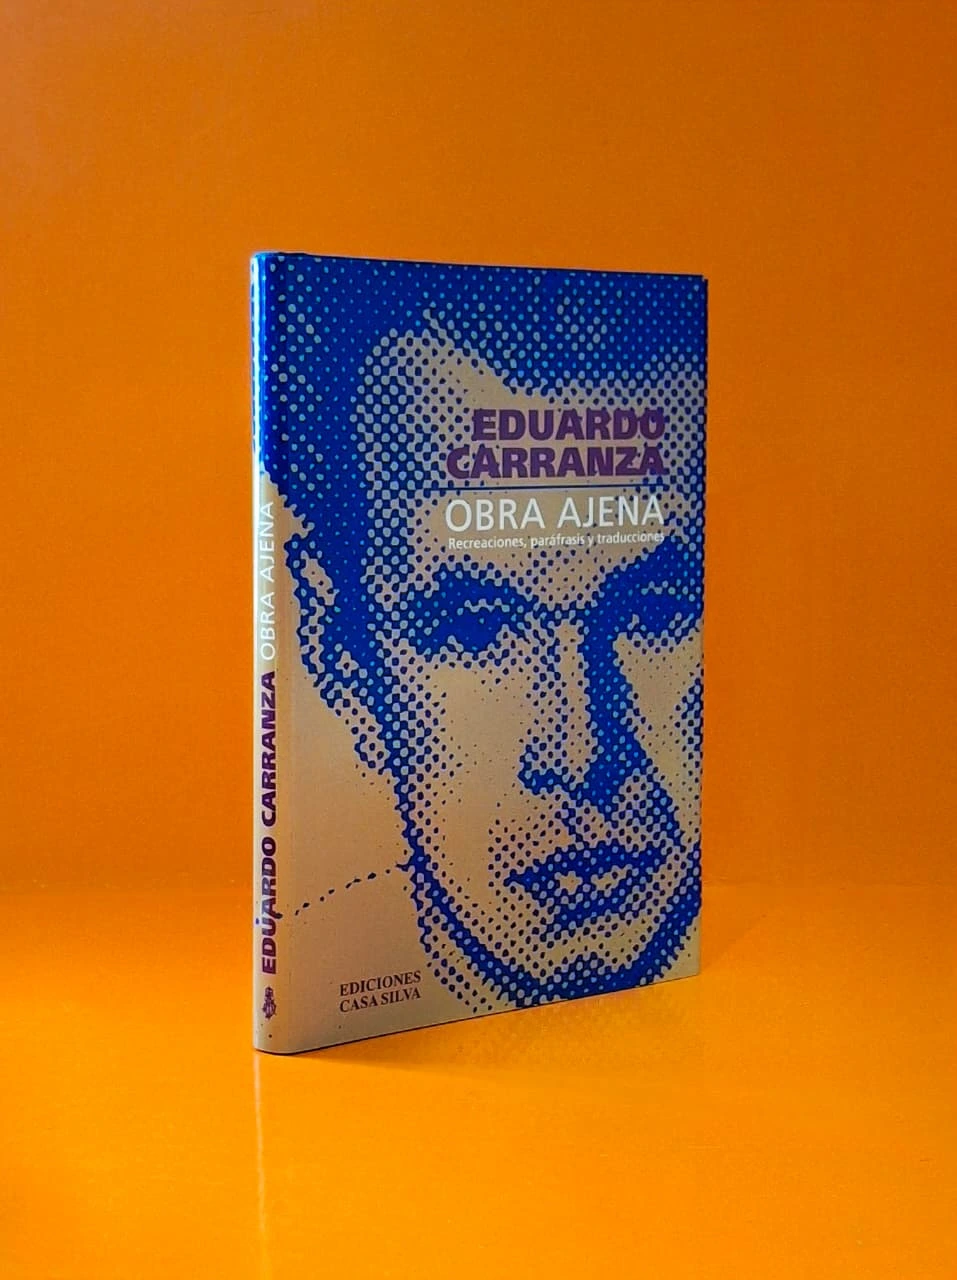 EDUARDO
CARRANZA
OBRA AJENA
Recreaciones, paráfrasis y traducciones
EDICIONES
CASA SILVA
EDUARDO CARRANZA OBRA AJENA